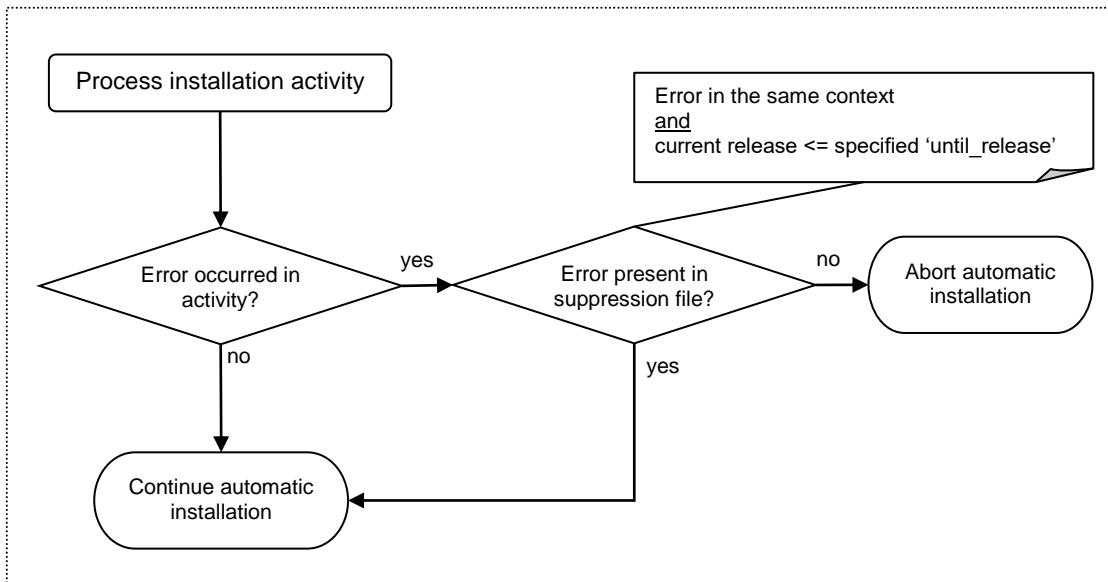 Process installation activity
Error in the same context
and
current release <= specified ‘until_release’
Error occurred in
activity?
yes
Error present in
suppression file?
no
Abort automatic
installation
no
yes
Continue automatic
installation